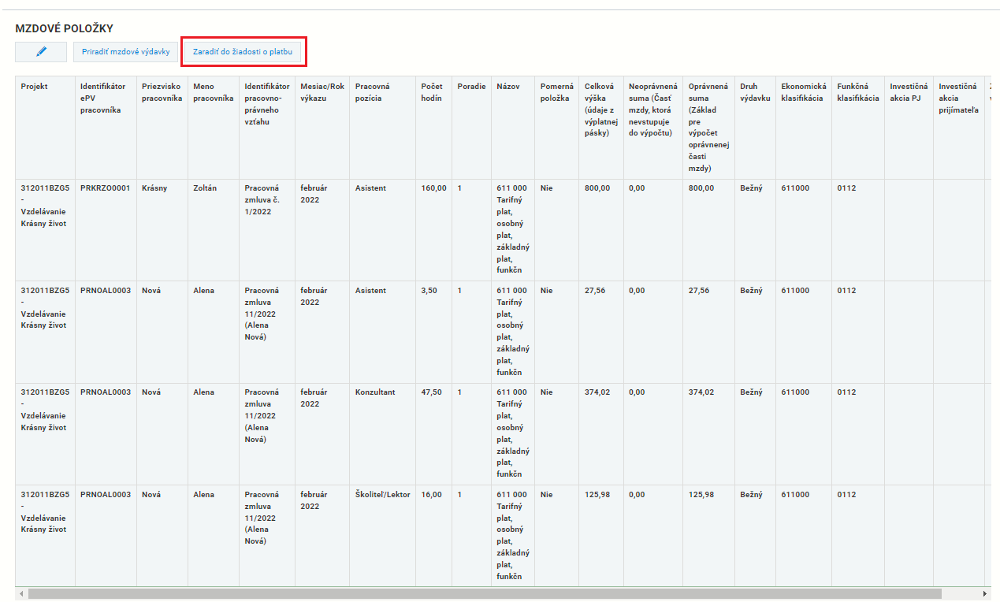 MZDOVÉ POLOŽKY
Priradiť mzdové výdavky
Zaradiť do žiadosti o platbu
Projekt
Identifikátor
ePV
pracovníka
Priezvisko
pracovníka
Meno
pracovníka
Identifikátor
pracovno-
právneho
vzťahu
Mesiac/Rok
výkazu
Pracovná
pozícia
Počet
hodín
Poradie
Názov
Pomerná
položka
Celková
výška
(údaje z
výplatnej
pásky)
Neoprávnená
suma (Časť
mzdy, ktorá
nevstupuje
do výpočtu)
Oprávnená
suma
(Základ
pre
výpočet
oprávnenej
časti
mzdy)
Druh
výdavku
Ekonomická
klasifikácia
Funkčná
klasifikácia
Investičná
akcia PJ
Investičná
akcia
prijímateľa
312011BZG5
-
Vzdelávanie
Krásny život
PRKRZO0001
Krásny
Zoltán
Pracovná
zmluva č.
1/2022
február
2022
Asistent
160,00
1
611 000
Tarifný
plat,
osobný
plat,
základný
plat,
funkčn
Nie
800,00
0,00
800,00
Bežný
611000
0112
312011BZG5
-
Vzdelávanie
Krásny život
PRNOAL0003
Nová
Alena
Pracovná
zmluva
11/2022
(Alena
Nová)
február
2022
Asistent
3,50
1
611 000
Tarifný
plat,
osobný
plat,
základný
plat,
funkčn
Nie
27,56
0,00
27,56
Bežný
611000
0112
312011BZG5
-
Vzdelávanie
Krásny život
PRNOAL0003
Nová
Alena
Pracovná
zmluva
11/2022
(Alena
Nová)
február
2022
Konzultant
47,50
1
611 000
Tarifný
plat,
osobný
plat,
základný
plat,
funkčn
Nie
374,02
0,00
374,02
Bežný
611000
0112
312011BZG5
-
Vzdelávanie
Krásny život
PRNOAL0003
Nová
Alena
Pracovná
zmluva
11/2022
(Alena
Nová)
február
2022
Školiteľ/Lektor
16,00
1
611 000
Tarifný
plat,
osobný
plat,
základný
plat,
funkčn
Nie
125,98
0,00
125,98
Bežný
611000
0112